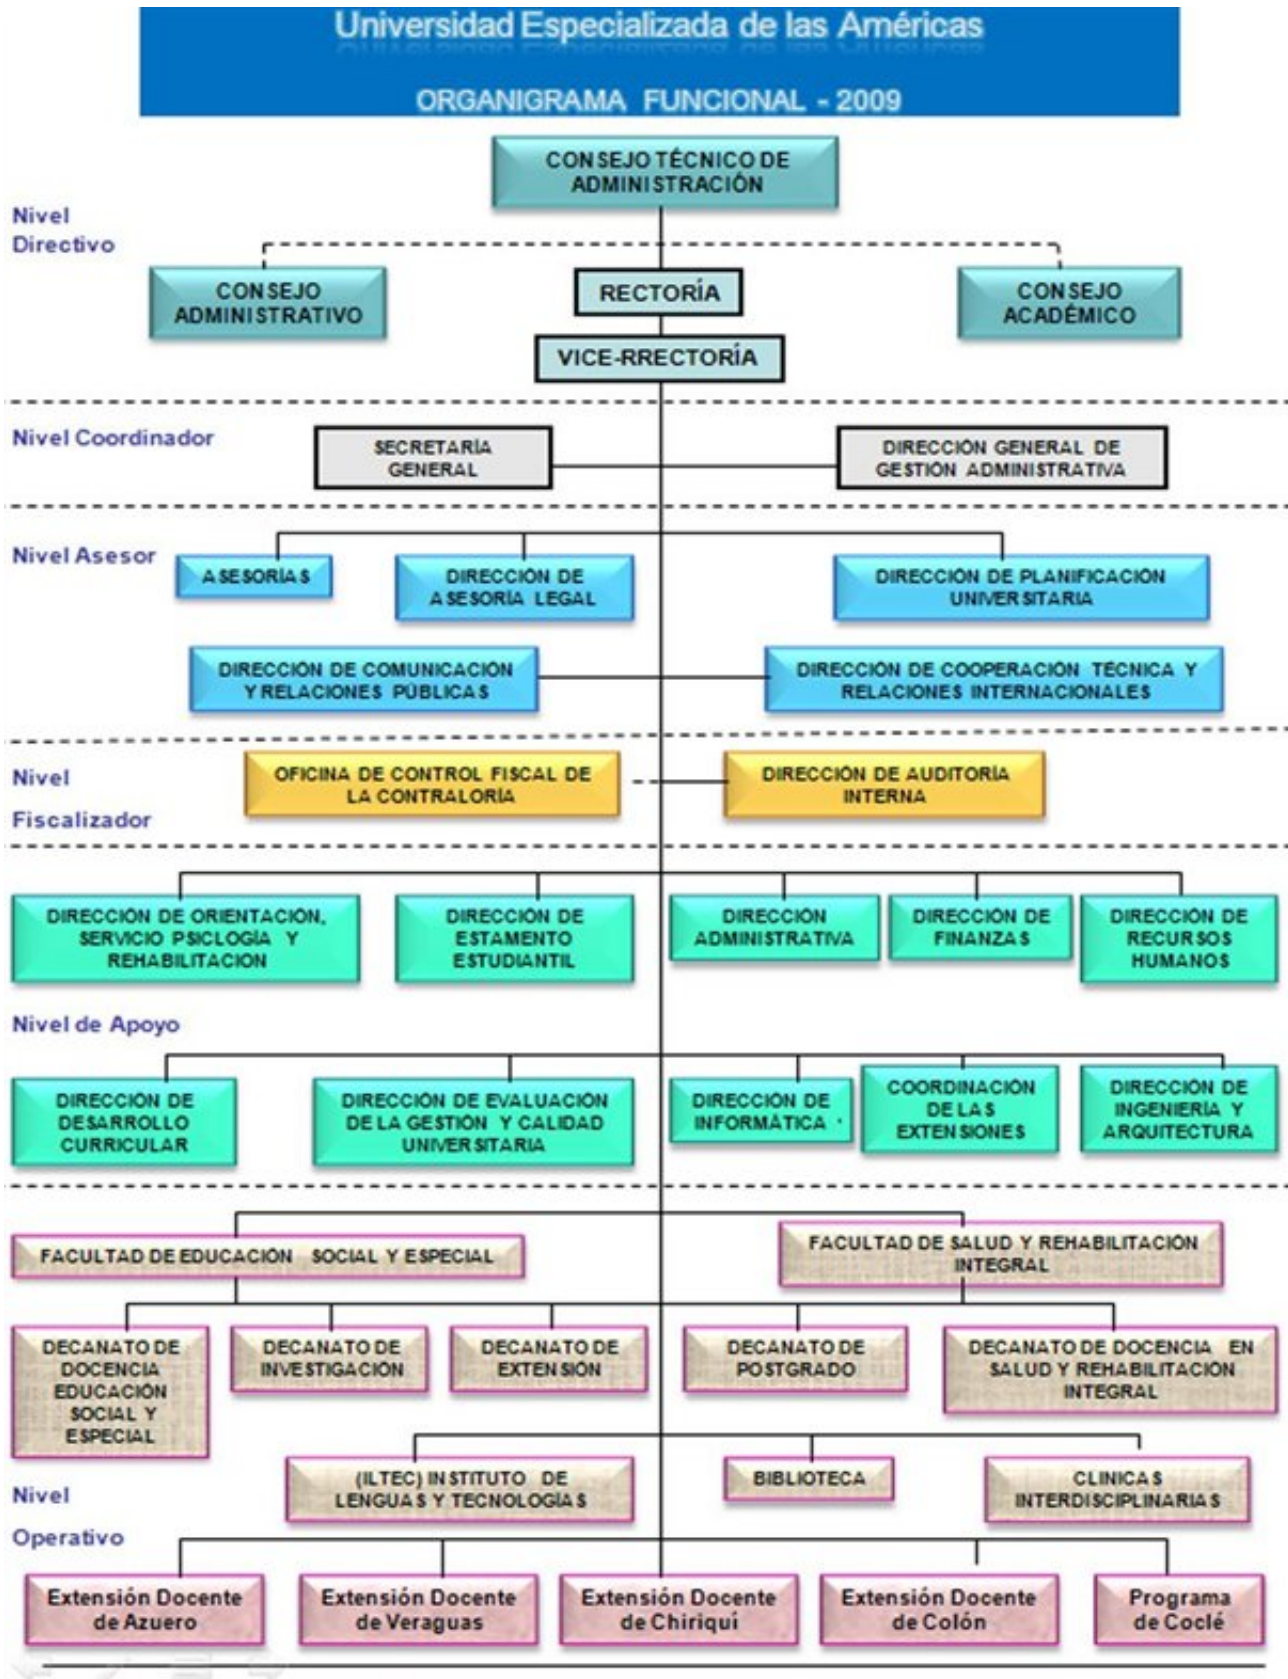 Universidad Especializada de las Américas
ORGANIGRAMA FUNCIONAL - 2009
CONSEJO TÉCNICO DE
ADMINISTRACIÓN
Nivel
Directivo
CONSEJO
ADMINISTRATIVO
RECTORÍA
CONSEJO
ACADÉMICO
VICE-RRECTORÍA
Nivel Coordinador
SECRETARÍA
GENERAL
DIRECCIÓN GENERAL DE
GESTIÓN ADMINISTRATIVA
Nivel Asesor
ASESORÍAS
DIRECCIÓN DE
ASESORÍA LEGAL
DIRECCIÓN DE PLANIFICACIÓN
UNIVERSITARIA
DIRECCIÓN DE COMUNICACIÓN
Y RELACIONES PÚBLICAS
DIRECCIÓN DE COOPERACIÓN TÉCNICA Y
RELACIONES INTERNACIONALES
Nivel
Fiscalizador
OFICINA DE CONTROL FISCAL DE
LA CONTRALORÍA
DIRECCIÓN DE AUDITORÍA
INTERNA
DIRECCIÓN DE ORIENTACIÓN,
SERVICIO PSICLOGÍA Y
REHABILITACION
DIRECCIÓN DE
ESTAMENTO
ESTUDIANTIL
DIRECCIÓN
ADMINISTRATIVA
DIRECCIÓN DE
FINANZAS
DIRECCIÓN DE
RECURSOS
HUMANOS
Nivel de Apoyo
DIRECCIÓN DE
DESARROLLO
CURRICULAR
DIRECCIÓN DE EVALUACIÓN
DE LA GESTIÓN Y CALIDAD
UNIVERSITARIA
DIRECCIÓN DE
INFORMÁTICA
COORDINACIÓN
DE LAS
EXTENSIONES
DIRECCIÓN DE
INGENIERÍA Y
ARQUITECTURA
FACULTAD DE EDUCACIÓN SOCIAL Y ESPECIAL
FACULTAD DE SALUD Y REHABILITACIÓN
INTEGRAL
DECANATO DE
DOCENCIA
EDUCACIÓN
SOCIAL Y
ESPECIAL
DECANATO DE
INVESTIGACIÓN
DECANATO DE
EXTENSIÓN
DECANATO DE
POSTGRADO
DECANATO DE DOCENCIA EN
SALUD Y REHABILITACIÓN
INTEGRAL
(ILTEC) INSTITUTO DE
LENGUAS Y TECNOLOGÍAS
BIBLIOTECA
CLINICAS
INTERDISCIPLINARIAS
Nivel
Operativo
Extensión Docente
de Azuero
Extensión Docente
de Veraguas
Extensión Docente
de Chiriquí
Extensión Docente
de Colón
Programa
de Coclé